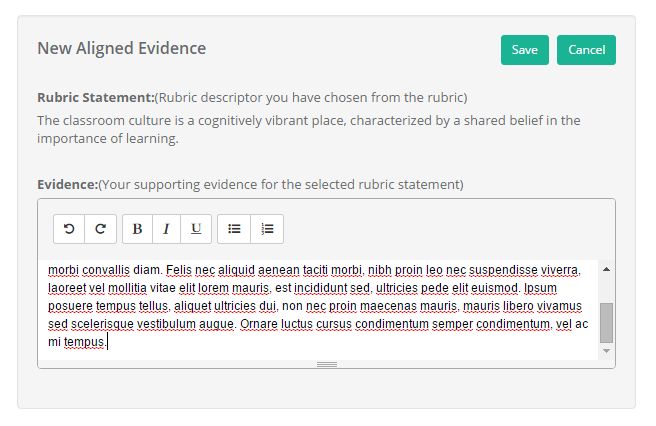 New Aligned Evidence
Save
Cancel
Rubric Statement:(Rubric descriptor you have chosen from the rubric)
The classroom culture is a cognitively vibrant place, characterized by a shared belief in the
importance of learning.
Evidence:(Your supporting evidence for the selected rubric statement)
B I U
morbi convallis diam. Felis nec aliquid aenean taciti morbi, nibh proin leo nec suspendisse viverra,
laoreet vel mollitia vitae elit lorem mauris, est incididunt sed, ultricies pede elit euismod. Ipsum
posuere tempus tellus, aliquet ultricies dui, non nec proin maecenas mauris, mauris libero vivamus
sed scelerisque vestibulum augue. Ornare luctus cursus condimentum semper condimentum, vel ac
mi tempus.